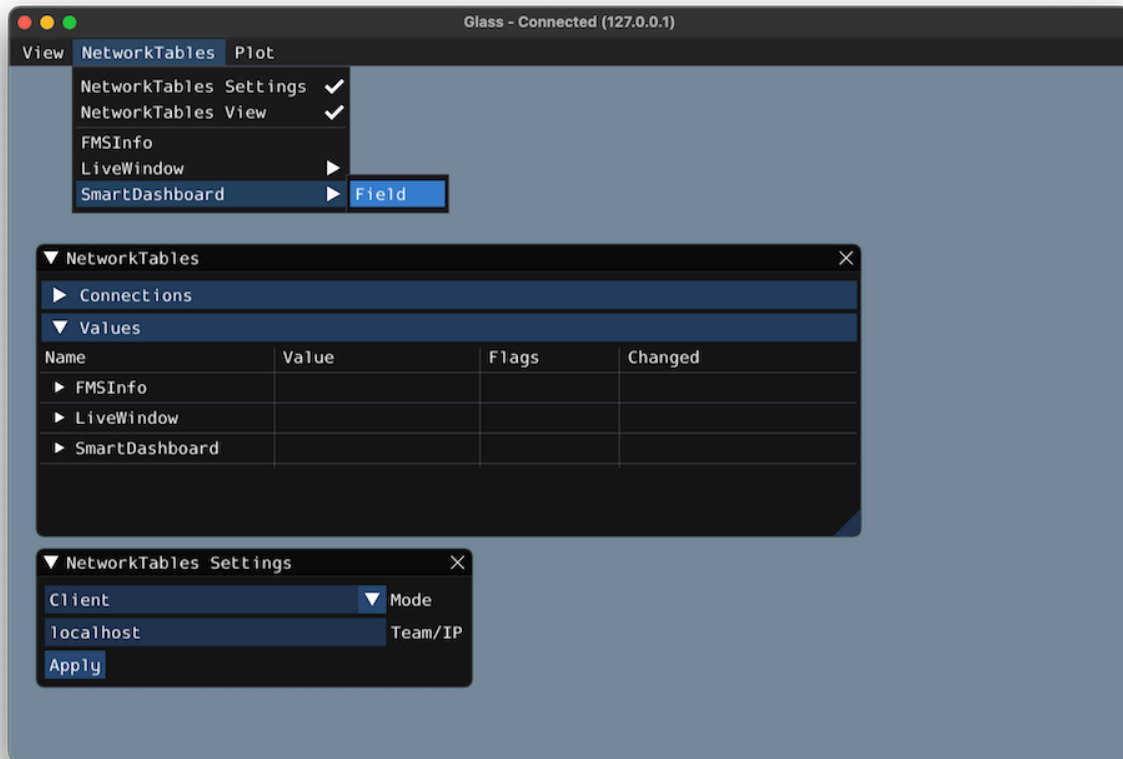 Glass - Connected (127.0.0.1)
View NetworkTables Plot
NetworkTables Settings
NetworkTables View
FMSInfo
LiveWindow
SmartDashboard Field
NetworkTables
Connections
Values
Name Value Flags Changed
FMSInfo
LiveWindow
SmartDashboard
NetworkTables Settings
Client Mode
localhost Team/IP
Apply